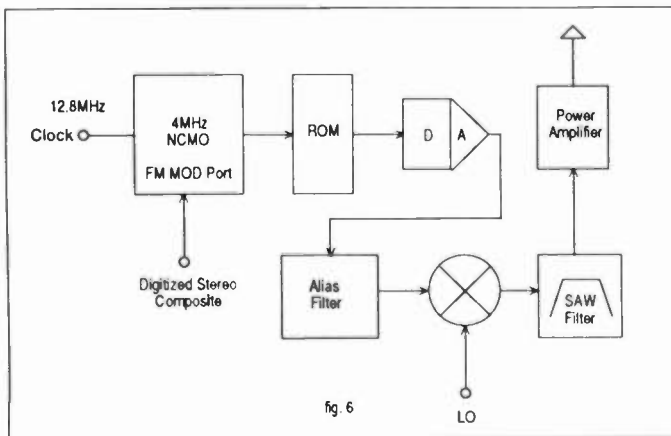 12.8MHz
Clock
4MHz
NCMO
FM MOD Port
ROM
D
A
Power
Amplifier
Digitized Stereo
Composite
Alias
Filter
SAW
Filter
LO
fig. 6